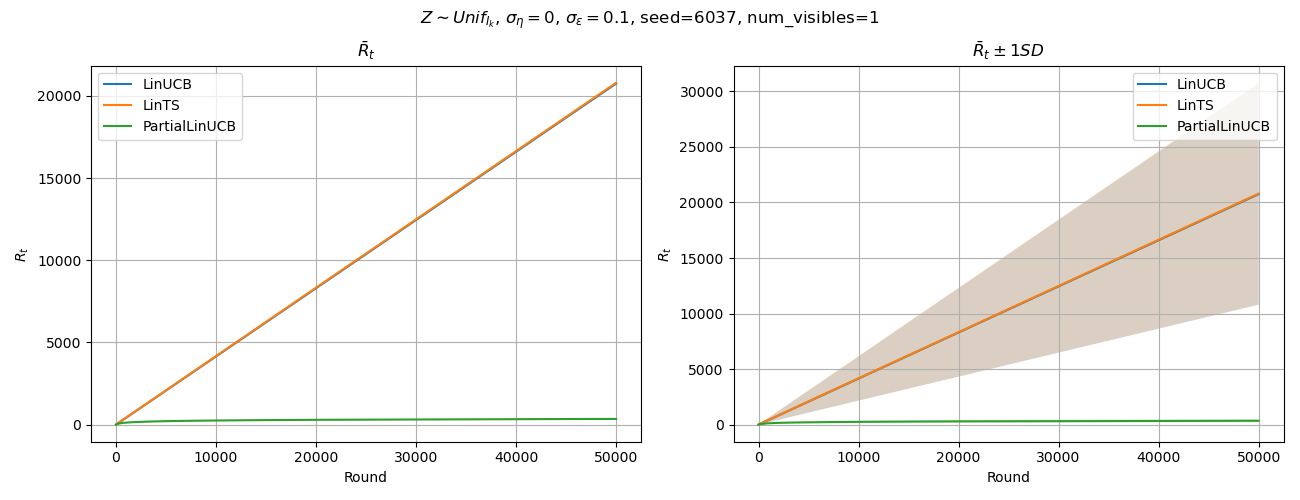 Z ∼ Unif_{I_k}, σ_η = 0, σ_ε = 0.1, seed=6037, num_visibles=1
R̄_t
20000
15000
10000
5000
0
R_t
LinUCB
LinTS
PartialLinUCB
0 10000 20000 30000 40000 50000
Round
R̄_t ± 1SD
30000
25000
20000
15000
10000
5000
0
R_t
LinUCB
LinTS
PartialLinUCB
0 10000 20000 30000 40000 50000
Round